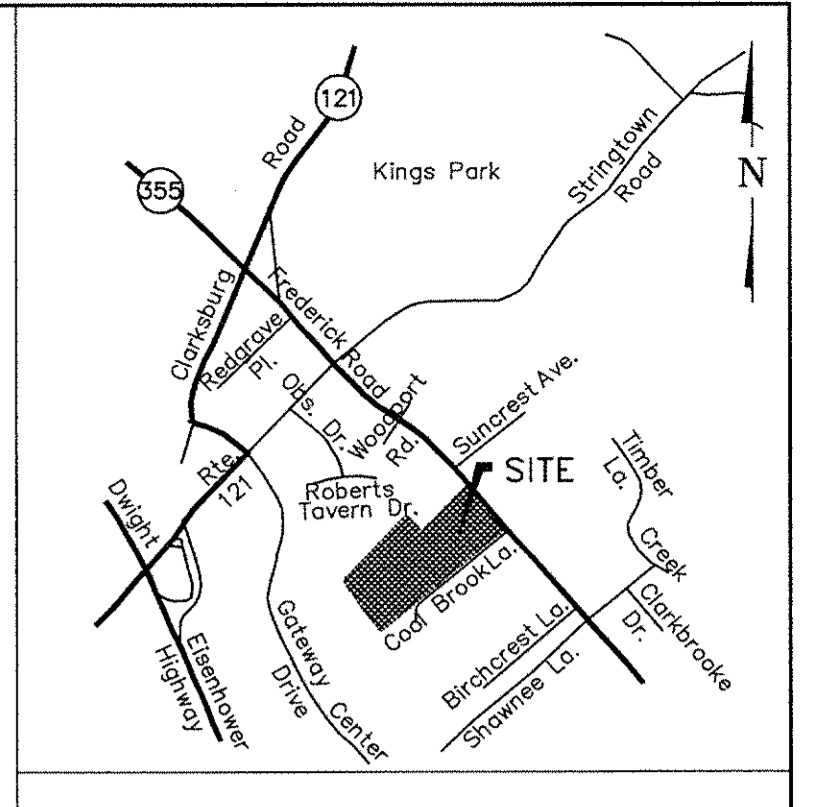 121
Road
Kings Park
Stringtown
Road
N
355
Clarksburg
Frederick Road
Redgrave
Pl.
Obs. Dr.
Woodport
Rd.
Suncrest Ave.
SITE
Timber
La.
Creek
Rte.
121
Roberts
Tavern Dr.
Dwight
Eisenhower
Highway
Gateway
Center
Drive
Cool Brook La.
Birchcrest La.
Shawnee La.
Clarkbrooke
Dr.